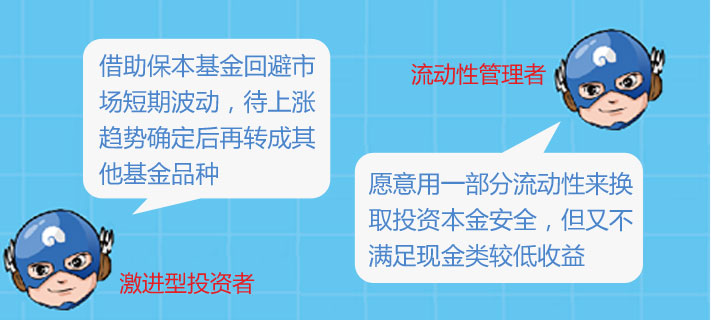 借助保本基金回避市
场短期波动，待上涨
趋势确定后再转成其
他基金品种
激进型投资者
流动性管理者
愿意用一部分流动性来换
取投资本金安全，但又不
满足现金类较低收益